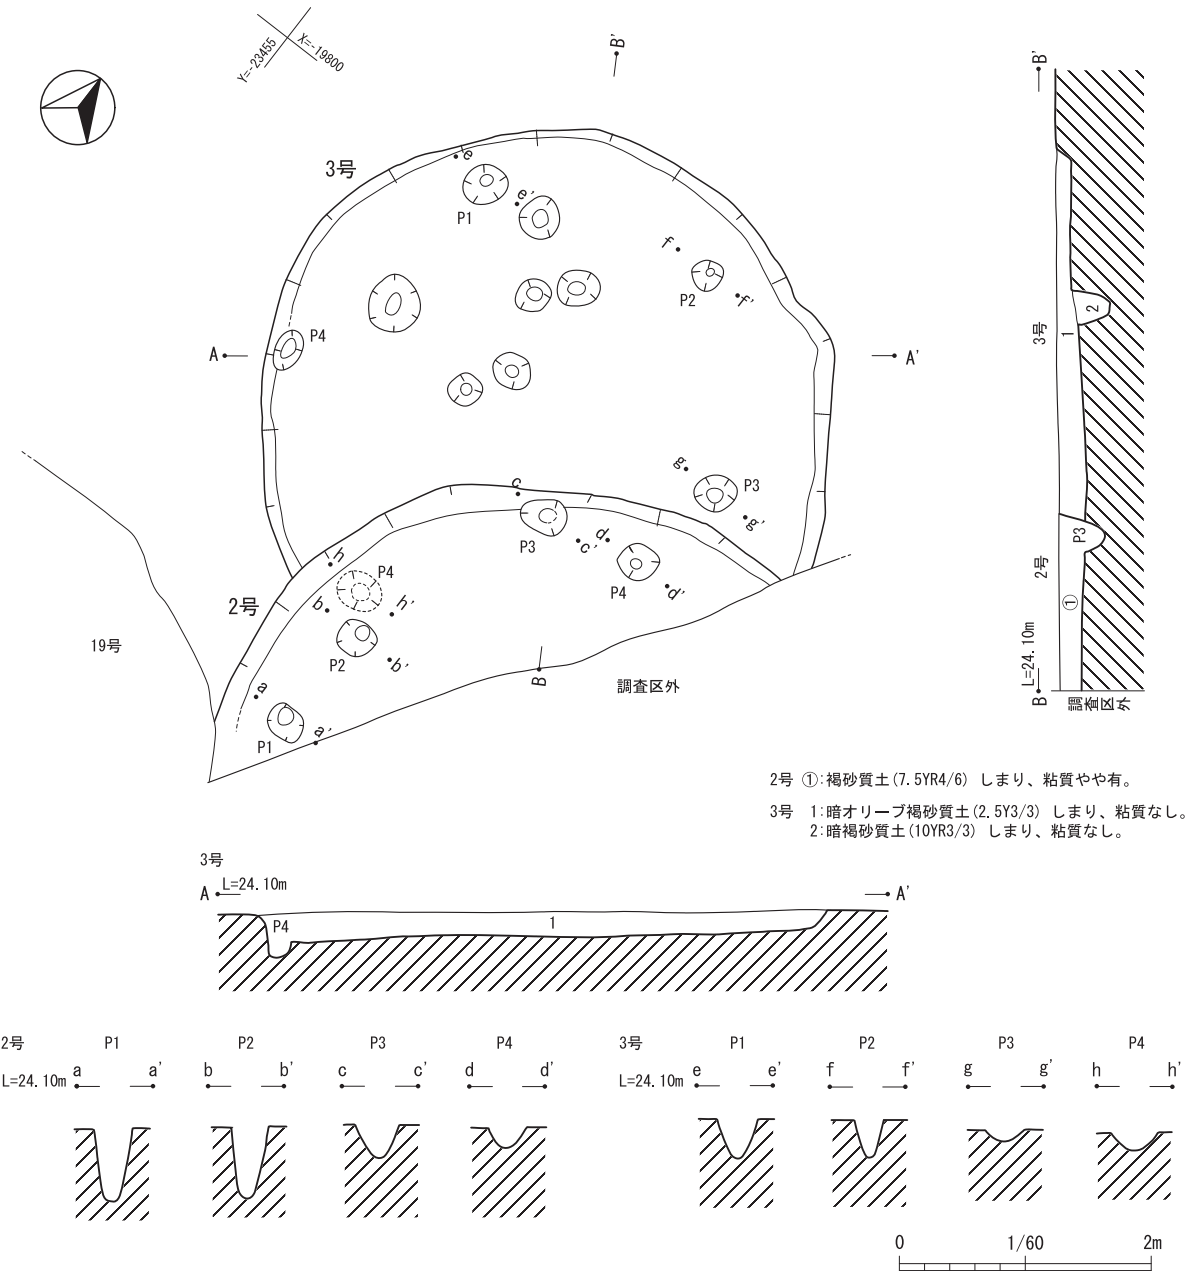 Y=-23455
X=-19800
B'
3号
e
P1
e'
f
P2
f'
P4
A
A'
g
P3
g'
c
P3
c'
d
P4
d'
h
P4
h'
2号
b
P2
b'
19号
a
P1
a'
B
調査区外
B'
3号
1
2
2号
P3
①
L=24.10m
B
調査区外
2号 ①:褐砂質土(7.5YR4/6) しまり、粘質やや有。
3号 1:暗オリーブ褐砂質土(2.5Y3/3) しまり、粘質なし。
2:暗褐砂質土(10YR3/3) しまり、粘質なし。
3号
A L=24.10m A'
P4 1
2号 P1 P2 P3 P4
L=24.10m a a' b b' c c' d d'
3号 P1 P2 P3 P4
L=24.10m e e' f f' g g' h h'
0 1/60 2m